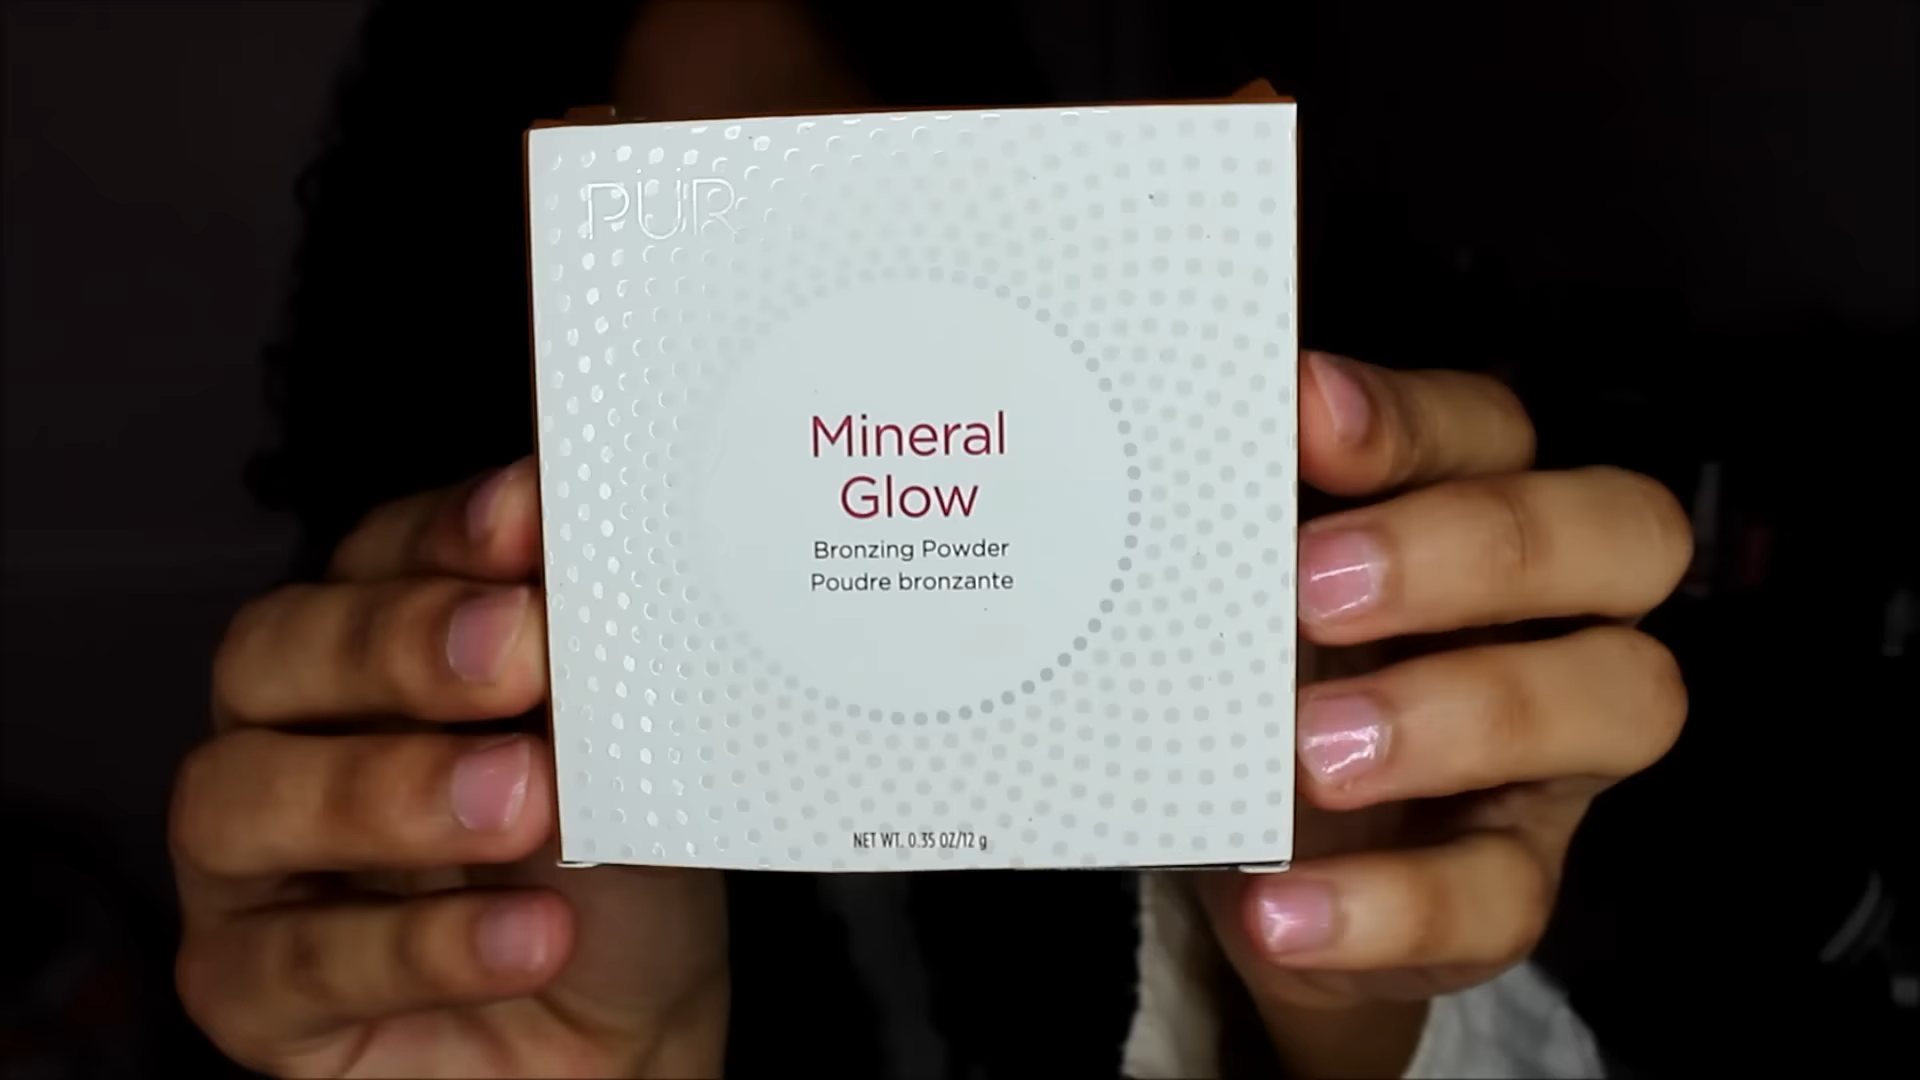 PÜR
Mineral
Glow
Bronzing Powder
Poudre bronzante
NET WT. 0.35 OZ/12 g